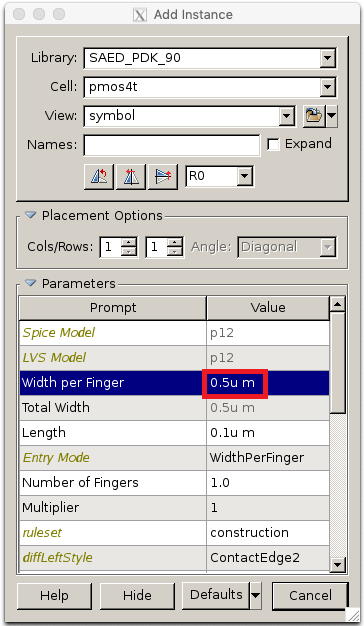 Add Instance
Library: SAED_PDK_90
Cell: pmos4t
View: symbol
Names: Expand
R0
Placement Options
Cols/Rows: 1 1 Angle: Diagonal
Parameters
Prompt Value
Spice Model p12
LVS Model p12
Width per Finger 0.5u m
Total Width 0.5u m
Length 0.1u m
Entry Mode WidthPerFinger
Number of Fingers 1.0
Multiplier 1
ruleset construction
diffLeftStyle ContactEdge2
Help Hide Defaults Cancel